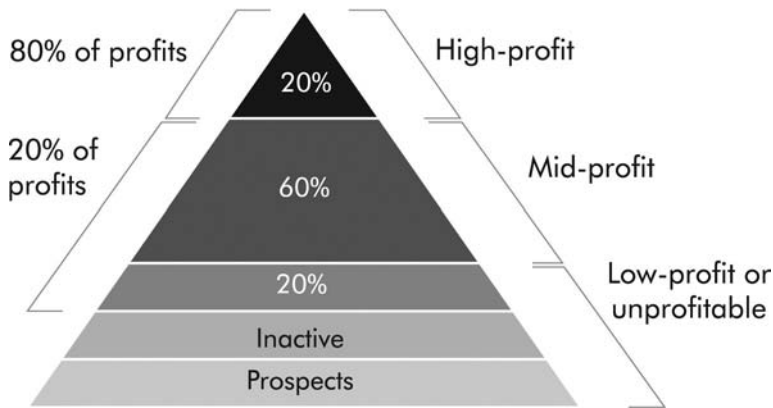 80% of profits
High-profit
20%
20% of
profits
Mid-profit
60%
20%
Low-profit or
unprofitable
Inactive
Prospects